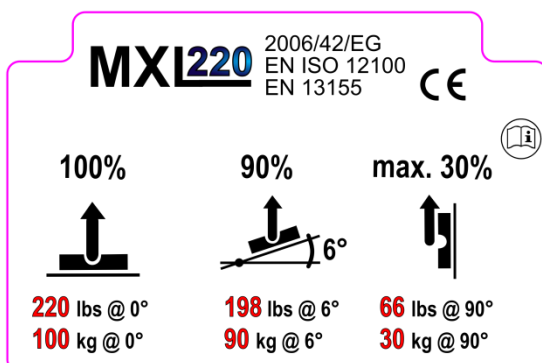 MXL220
2006/42/EG
EN ISO 12100
EN 13155
CE
i
100%
90%
max. 30%
6°
220 lbs @ 0°
100 kg @ 0°
198 lbs @ 6°
90 kg @ 6°
66 lbs @ 90°
30 kg @ 90°